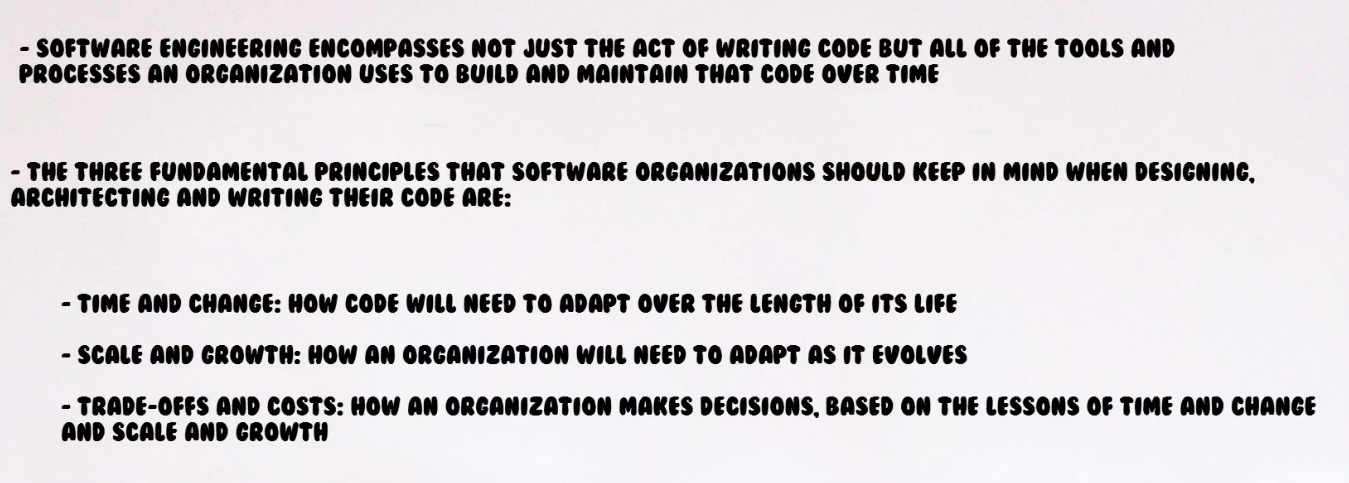 - SOFTWARE ENGINEERING ENCOMPASSES NOT JUST THE ACT OF WRITING CODE BUT ALL OF THE TOOLS AND
PROCESSES AN ORGANIZATION USES TO BUILD AND MAINTAIN THAT CODE OVER TIME
- THE THREE FUNDAMENTAL PRINCIPLES THAT SOFTWARE ORGANIZATIONS SHOULD KEEP IN MIND WHEN DESIGNING,
ARCHITECTING AND WRITING THEIR CODE ARE:
- TIME AND CHANGE: HOW CODE WILL NEED TO ADAPT OVER THE LENGTH OF ITS LIFE
- SCALE AND GROWTH: HOW AN ORGANIZATION WILL NEED TO ADAPT AS IT EVOLVES
- TRADE-OFFS AND COSTS: HOW AN ORGANIZATION MAKES DECISIONS, BASED ON THE LESSONS OF TIME AND CHANGE
AND SCALE AND GROWTH